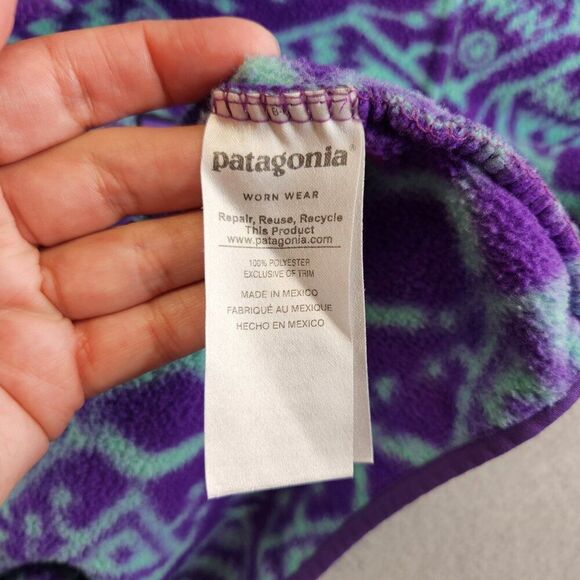 patagonia®
WORN WEAR
Repair, Reuse, Recycle
This Product
www.patagonia.com
100% POLYESTER
EXCLUSIVE OF TRIM
MADE IN MEXICO
FABRIQUÉ AU MEXIQUE
HECHO EN MEXICO